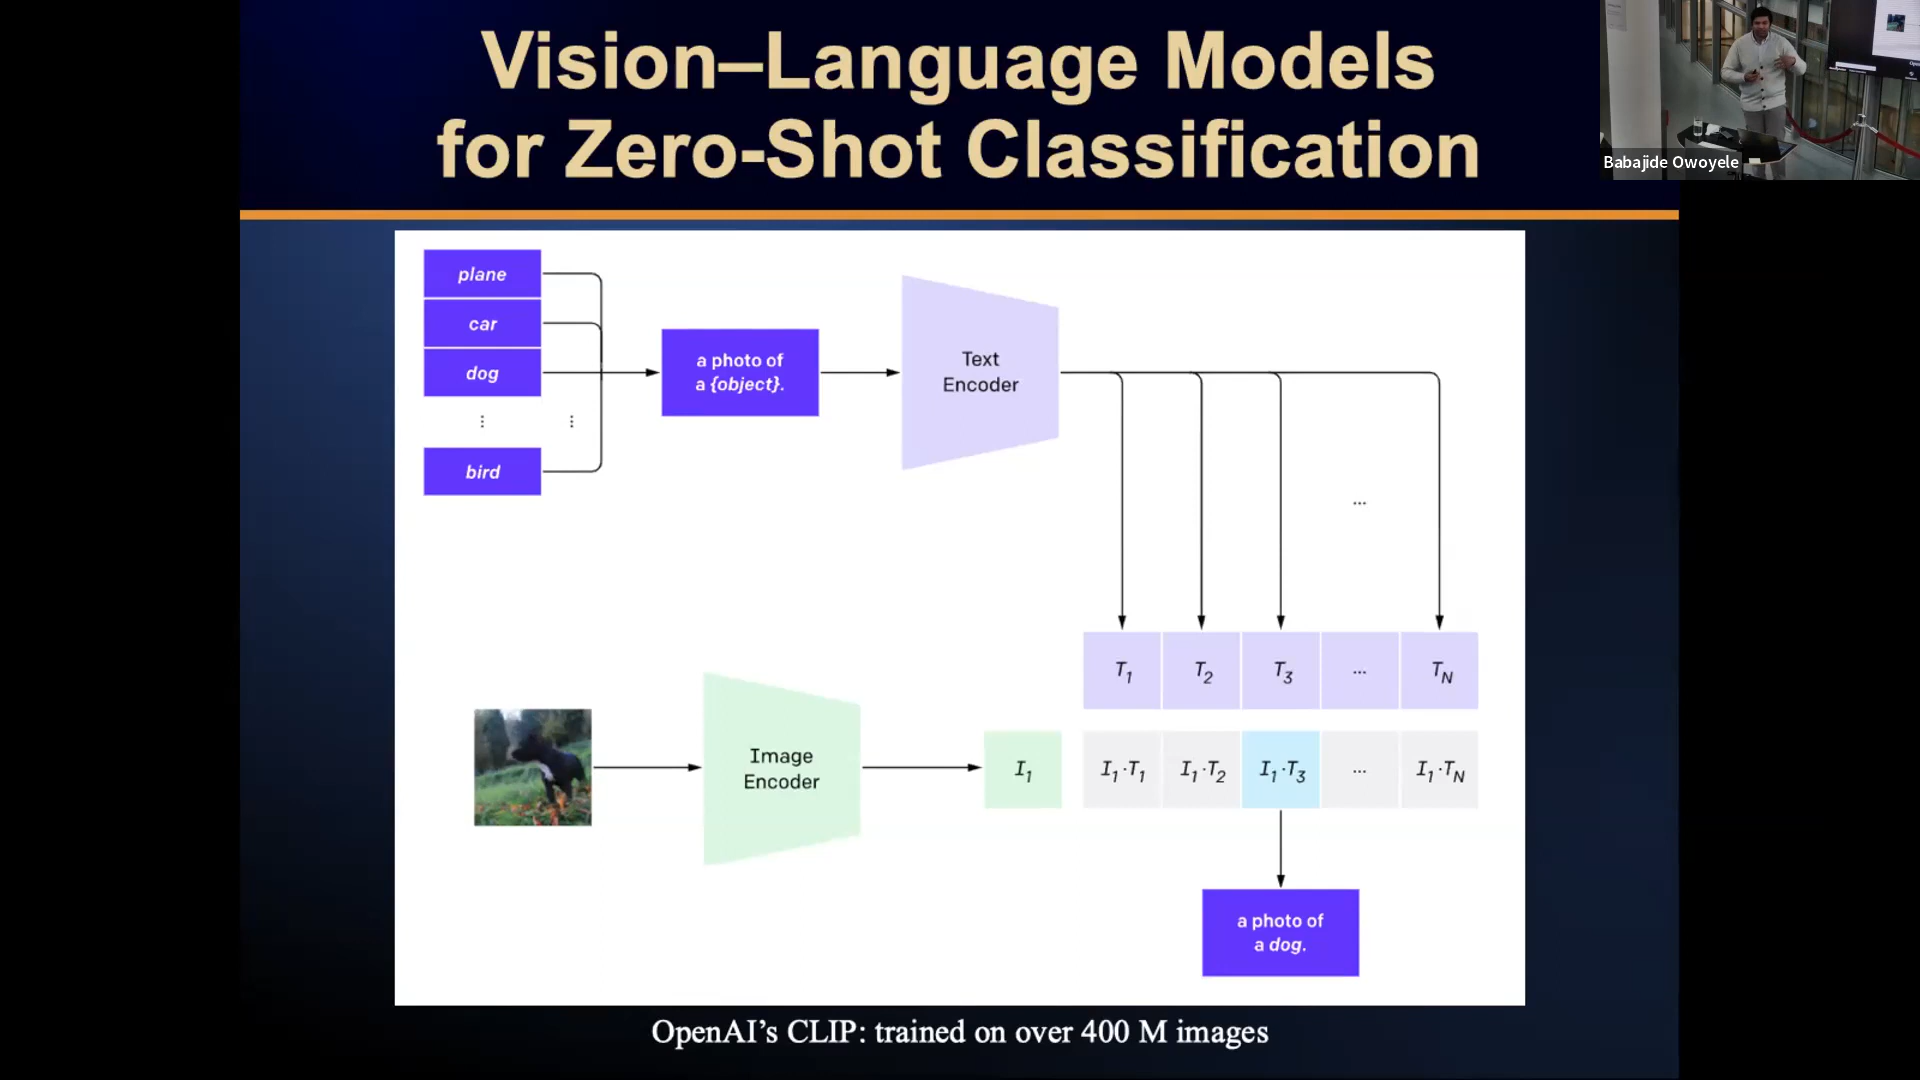 Vision–Language Models
for Zero-Shot Classification
Babajide Owoyele
plane
car
dog
⋮
⋮
bird
a photo of
a {object}.
Text
Encoder
...
T1
T2
T3
...
TN
Image
Encoder
I1
I1·T1
I1·T2
I1·T3
...
I1·TN
a photo of
a dog.
OpenAI’s CLIP: trained on over 400 M images